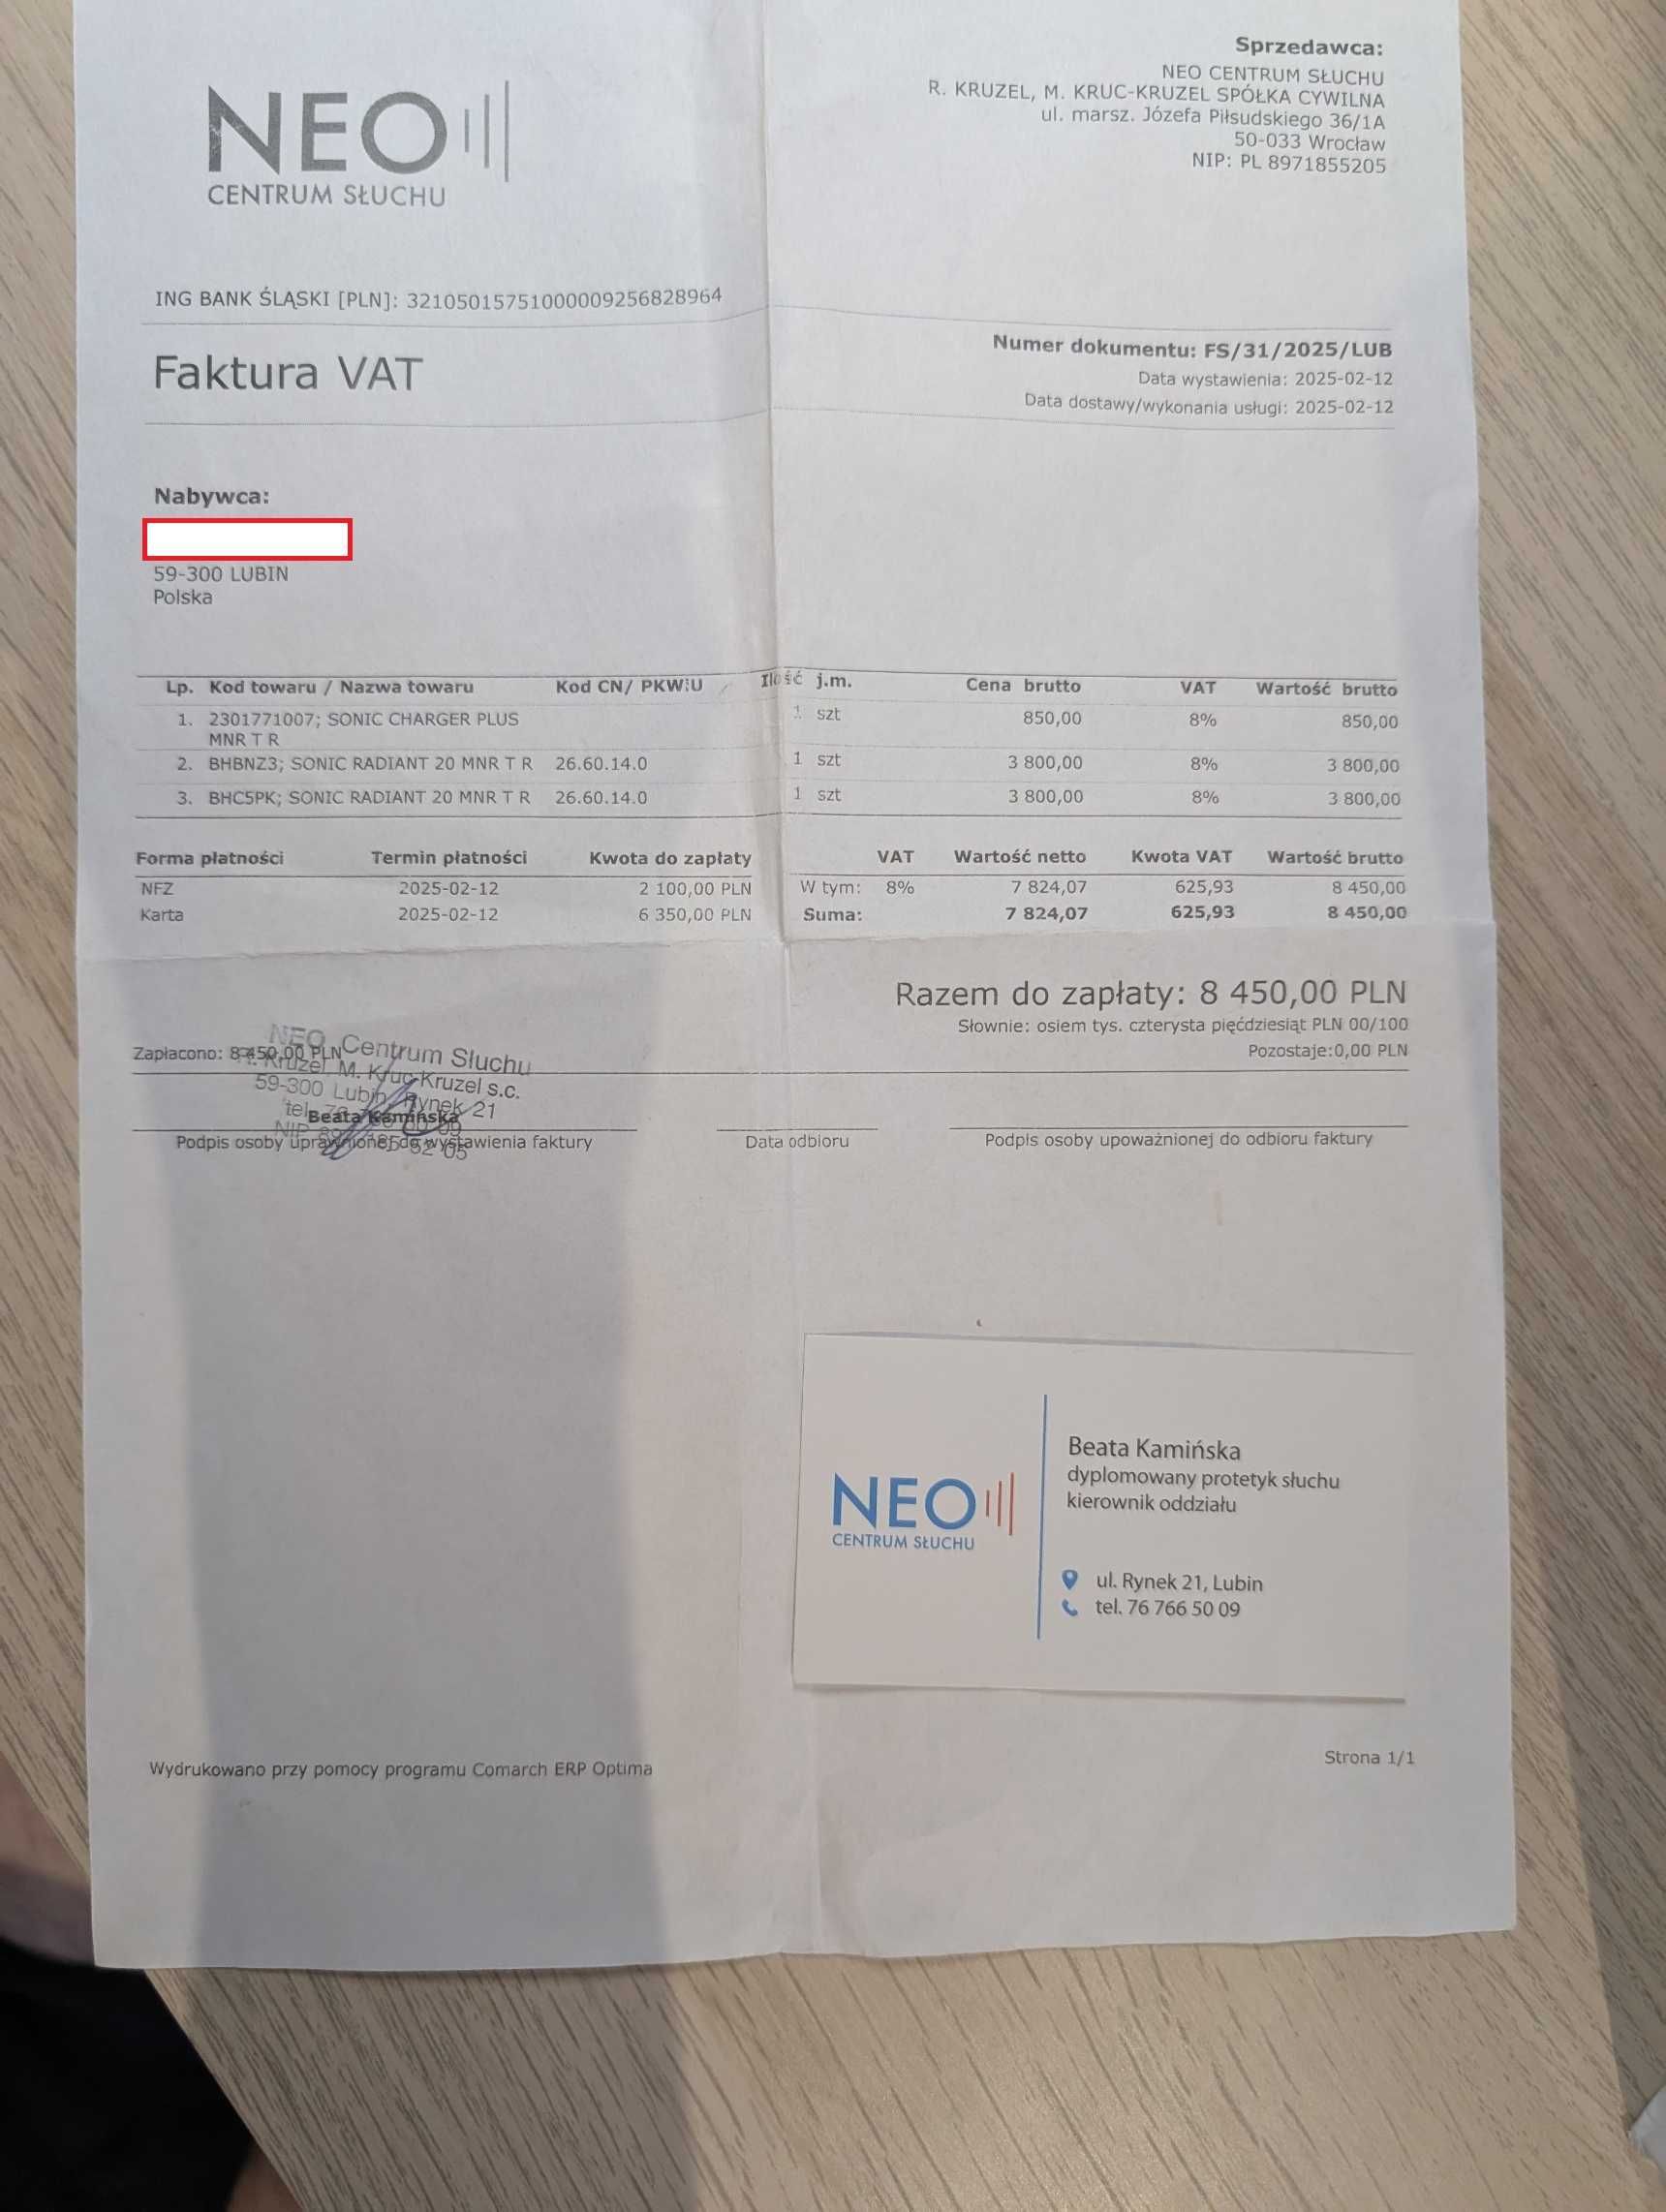 NEO
CENTRUM SŁUCHU
Sprzedawca:
NEO CENTRUM SŁUCHU
R. KRUZEL, M. KRUC-KRUZEL SPÓŁKA CYWILNA
ul. marsz. Józefa Piłsudskiego 36/1A
50-033 Wrocław
NIP: PL 8971855205
ING BANK ŚLĄSKI [PLN]: 32105015751000009256828964
Faktura VAT
Numer dokumentu: FS/31/2025/LUB
Data wystawienia: 2025-02-12
Data dostawy/wykonania usługi: 2025-02-12
Nabywca:
59-300 LUBIN
Polska
Lp. Kod towaru / Nazwa towaru Kod CN/ PKWiU Ilość j.m. Cena brutto VAT Wartość brutto
1. 2301771007; SONIC CHARGER PLUS 1 szt 850,00 8% 850,00
MNR T R
2. BHBNZ3; SONIC RADIANT 20 MNR T R 26.60.14.0 1 szt 3 800,00 8% 3 800,00
3. BHC5PK; SONIC RADIANT 20 MNR T R 26.60.14.0 1 szt 3 800,00 8% 3 800,00
Forma płatności Termin płatności Kwota do zapłaty
NFZ 2025-02-12 2 100,00 PLN
Karta 2025-02-12 6 350,00 PLN
VAT Wartość netto Kwota VAT Wartość brutto
W tym: 8% 7 824,07 625,93 8 450,00
Suma: 7 824,07 625,93 8 450,00
Razem do zapłaty: 8 450,00 PLN
Słownie: osiem tys. czterysta pięćdziesiąt PLN 00/100
Pozostaje:0,00 PLN
Zapłacono: 8 450,00 PLN
NEO Centrum Słuchu
R. Kruzel, M. Kruc-Kruzel s.c.
59-300 Lubin, Rynek 21
tel.
NIP
Beata Kamińska
Podpis osoby uprawnionej do wystawienia faktury
Data odbioru
Podpis osoby upoważnionej do odbioru faktury
NEO
CENTRUM SŁUCHU
Beata Kamińska
dyplomowany protetyk słuchu
kierownik oddziału
ul. Rynek 21, Lubin
tel. 76 766 50 09
Wydrukowano przy pomocy programu Comarch ERP Optima
Strona 1/1